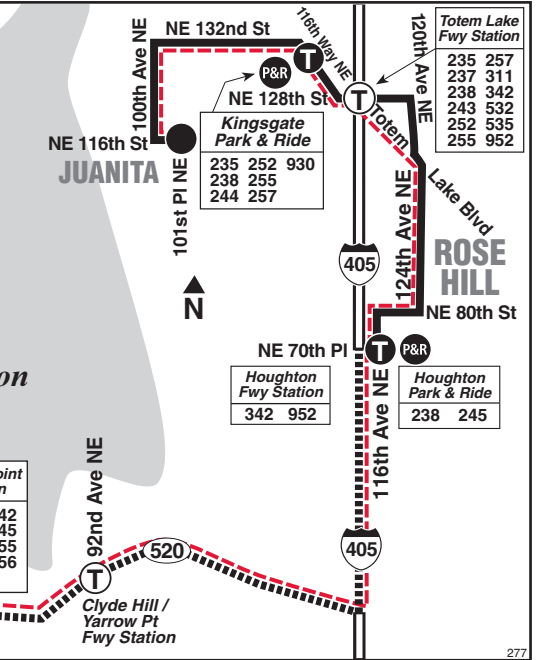 NE 132nd St
116th Way NE
120th Ave NE
Totem Lake
Fwy Station
235 257
237 311
238 342
243 532
252 535
255 952
100th Ave NE
T
P&R
NE 128th St
T
Totem
Lake Blvd
NE 116th St
JUANITA
101st Pl NE
Kingsgate
Park & Ride
235 252 930
238 255
244 257
N
405
124th Ave NE
ROSE
HILL
NE 80th St
NE 70th Pl
T
P&R
Houghton
Fwy Station
342 952
Houghton
Park & Ride
238 245
116th Ave NE
on
oint
n
42
45
55
56
92nd Ave NE
520
405
T
Clyde Hill /
Yarrow Pt
Fwy Station
277